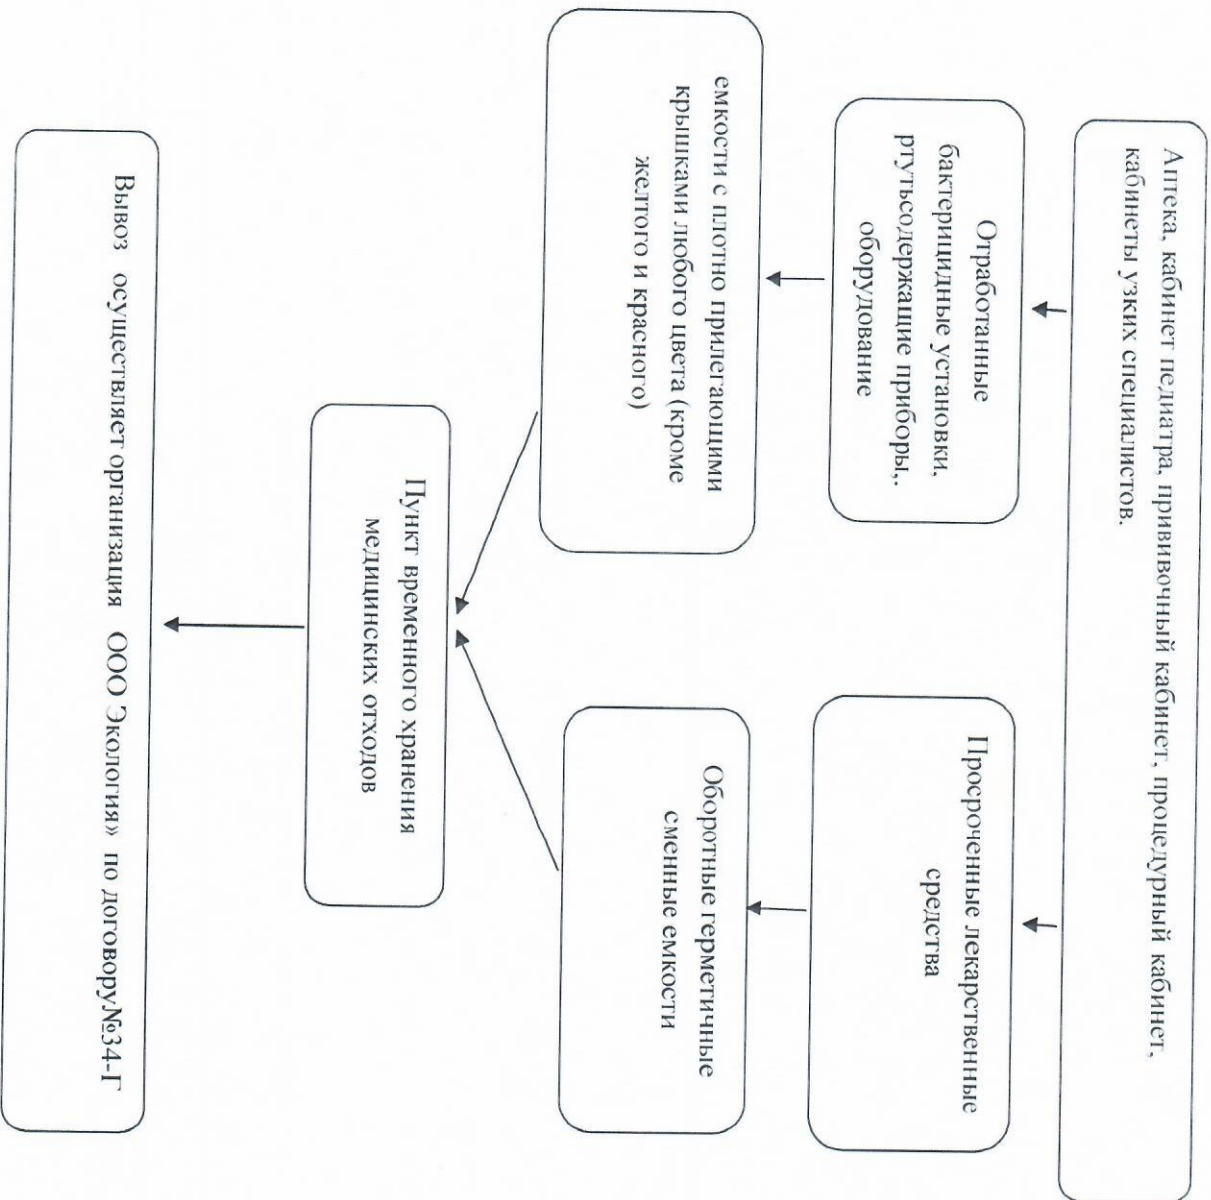 Аптека, кабинет педиатра, прививочный кабинет, процедурный кабинет,
кабинеты узких специалистов.
Отработанные
бактерицидные установки,
ртутьсодержащие приборы,.
оборудование
емкости с плотно прилегающими
крышками любого цвета (кроме
желтого и красного)
Просроченные лекарственные
средства
Оборотные герметичные
сменные емкости
Пункт временного хранения
медицинских отходов
Вывоз осуществляет организация ООО Экология» по договору№34-Г